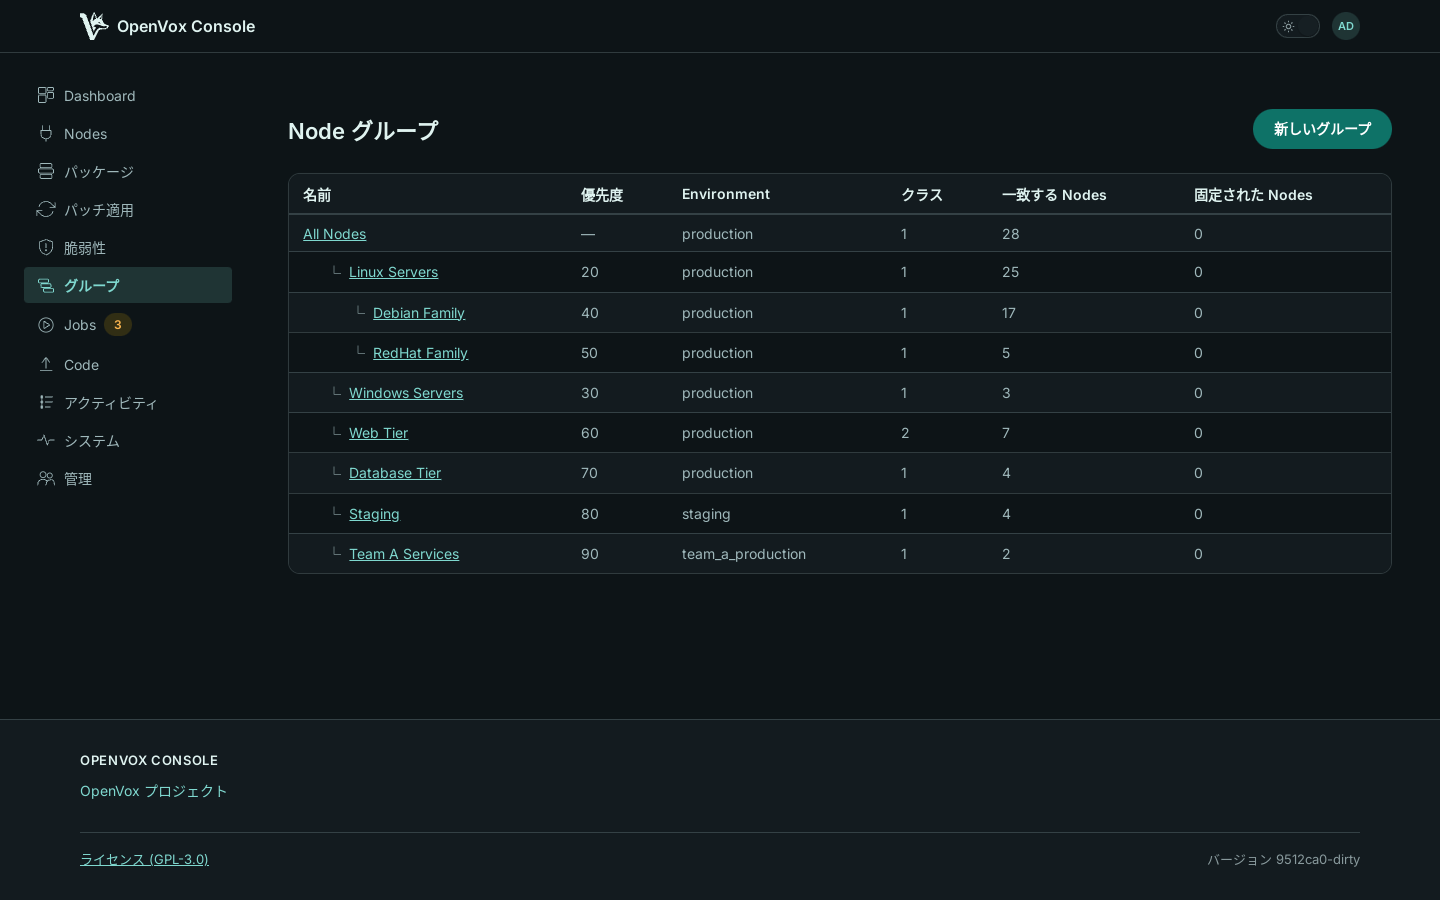 OpenVox Console
AD
Dashboard
Nodes
パッケージ
パッチ適用
脆弱性
グループ
Jobs 3
Code
アクティビティ
システム
管理
Node グループ
新しいグループ
名前 優先度 Environment クラス 一致する Nodes 固定された Nodes
All Nodes — production 1 28 0
Linux Servers 20 production 1 25 0
Debian Family 40 production 1 17 0
RedHat Family 50 production 1 5 0
Windows Servers 30 production 1 3 0
Web Tier 60 production 2 7 0
Database Tier 70 production 1 4 0
Staging 80 staging 1 4 0
Team A Services 90 team_a_production 1 2 0
OPENVOX CONSOLE
OpenVox プロジェクト
ライセンス (GPL-3.0)
バージョン 9512ca0-dirty